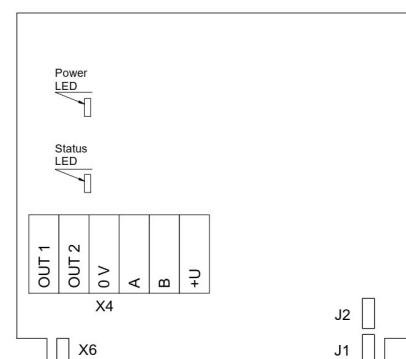 Power
LED
Status
LED
OUT 1
OUT 2
0 V
A
B
+U
X4
J2
X6
J1